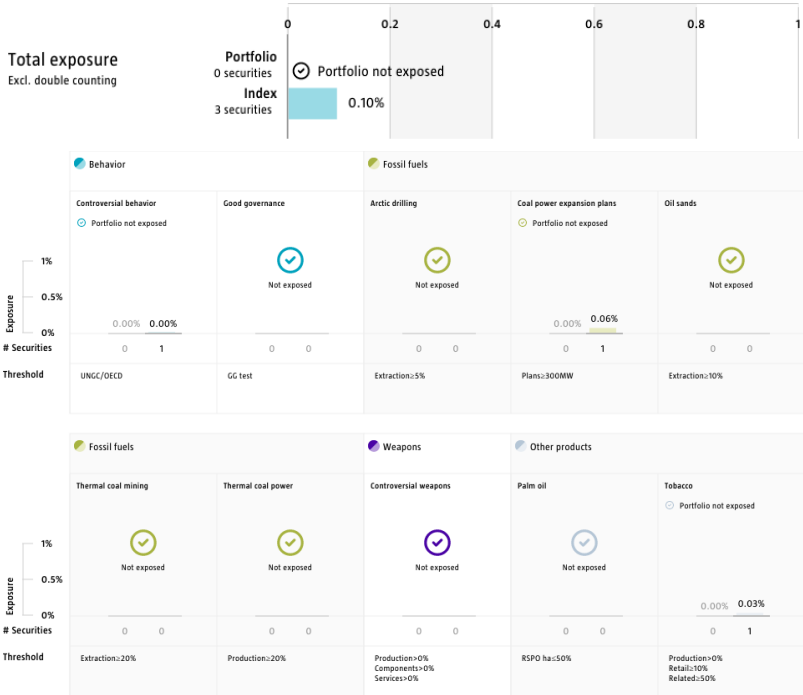 0 0.2 0.4 0.6 0.8 1
Total exposure
Excl. double counting
Portfolio
0 securities
Portfolio not exposed
Index
3 securities
0.10%
Behavior Fossil fuels
Controversial behavior Good governance Arctic drilling Coal power expansion plans Oil sands
Portfolio not exposed Portfolio not exposed
Not exposed Not exposed Not exposed
Exposure
1%
0.5%
0%
0.00% 0.00% 0.00% 0.06%
# Securities 0 1 0 0 0 0 0 1 0 0
Threshold UNGC/OECD GG test Extraction≥5% Plans≥300MW Extraction≥10%
Fossil fuels Weapons Other products
Thermal coal mining Thermal coal power Controversial weapons Palm oil Tobacco
Portfolio not exposed
Not exposed Not exposed Not exposed Not exposed
Exposure
1%
0.5%
0%
0.00% 0.03%
# Securities 0 0 0 0 0 0 0 0 0 1
Threshold Extraction≥20% Production≥20% Production>0% RSPO ha≤50% Production>0%
Components>0% Retail≥10%
Services>0% Related≥50%